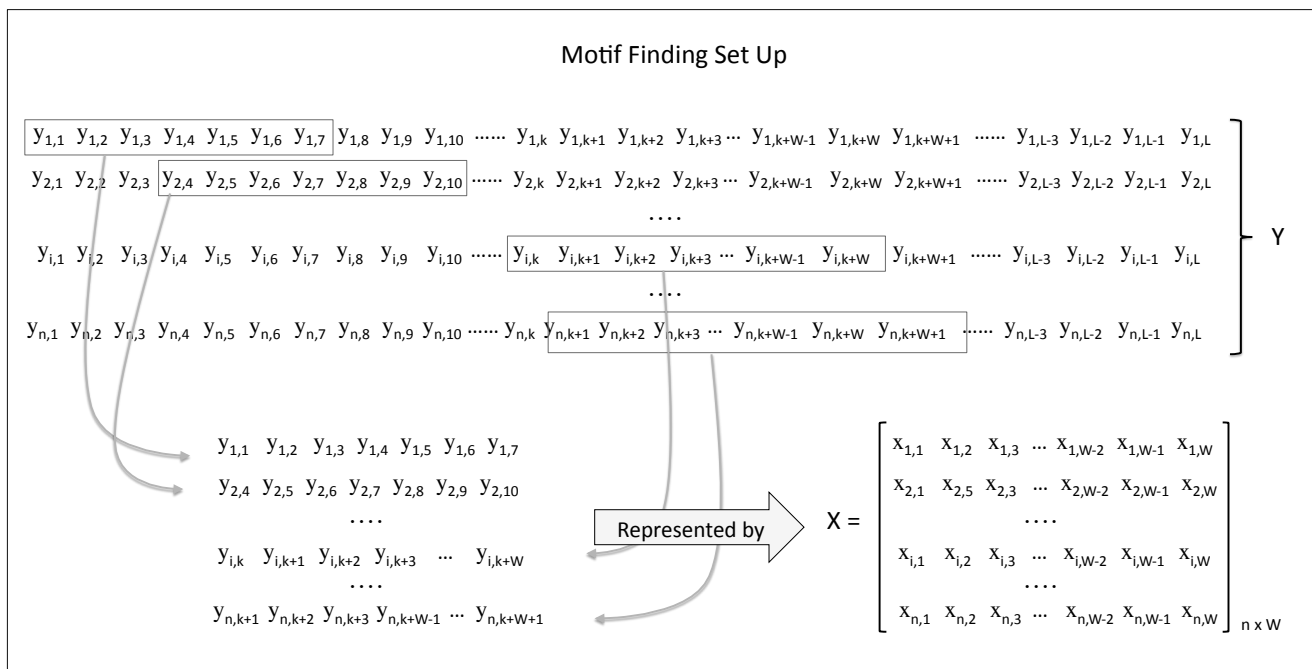 Motif Finding Set Up
y1,1 y1,2 y1,3 y1,4 y1,5 y1,6 y1,7 y1,8 y1,9 y1,10 ...... y1,k y1,k+1 y1,k+2 y1,k+3 ... y1,k+W-1 y1,k+W y1,k+W+1 ...... y1,L-3 y1,L-2 y1,L-1 y1,L
y2,1 y2,2 y2,3 y2,4 y2,5 y2,6 y2,7 y2,8 y2,9 y2,10 ...... y2,k y2,k+1 y2,k+2 y2,k+3 ... y2,k+W-1 y2,k+W y2,k+W+1 ...... y2,L-3 y2,L-2 y2,L-1 y2,L
....
yi,1 yi,2 yi,3 yi,4 yi,5 yi,6 yi,7 yi,8 yi,9 yi,10 ...... yi,k yi,k+1 yi,k+2 yi,k+3 ... yi,k+W-1 yi,k+W yi,k+W+1 ...... yi,L-3 yi,L-2 yi,L-1 yi,L
Y
....
yn,1 yn,2 yn,3 yn,4 yn,5 yn,6 yn,7 yn,8 yn,9 yn,10 ...... yn,k yn,k+1 yn,k+2 yn,k+3 ... yn,k+W-1 yn,k+W yn,k+W+1 ...... yn,L-3 yn,L-2 yn,L-1 yn,L
y1,1 y1,2 y1,3 y1,4 y1,5 y1,6 y1,7
y2,4 y2,5 y2,6 y2,7 y2,8 y2,9 y2,10
....
yi,k yi,k+1 yi,k+2 yi,k+3 ... yi,k+W
....
yn,k+1 yn,k+2 yn,k+3 yn,k+W-1 ... yn,k+W+1
Represented by
X =
x1,1 x1,2 x1,3 ... x1,W-2 x1,W-1 x1,W
x2,1 x2,5 x2,3 ... x2,W-2 x2,W-1 x2,W
....
xi,1 xi,2 xi,3 ... xi,W-2 xi,W-1 xi,W
....
xn,1 xn,2 xn,3 ... xn,W-2 xn,W-1 xn,W
n x W